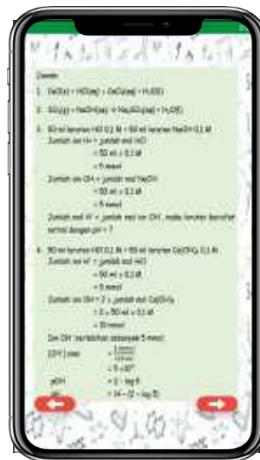 Jawab:
1. CaO(s) + HCl(aq) → CaCl₂(aq) + H₂O(l)
2. SO₂(g) + NaOH(aq) → Na₂SO₃(aq) + H₂O(l)
3. 50 ml larutan HCl 0,1 M + 50 ml larutan NaOH 0,1 M
Jumlah ion H+ = jumlah mol HCl
= 50 ml x 0,1 M
= 5 mmol
Jumlah ion OH- = jumlah mol NaOH
= 50 ml x 0,1 M
= 5 mmol
Jumlah mol H⁺ = jumlah mol ion OH⁻, maka larutan bersifat
netral dengan pH = 7
4. 50 ml larutan HCl 0,1 M + 50 ml larutan Ca(OH)₂ 0,1 M
Jumlah ion H⁺ = jumlah mol HCl
= 50 ml x 0,1 M
= 5 mmol
Jumlah ion OH- = 2 x jumlah mol Ca(OH)₂
= 2 x 50 ml x 0,1 M
= 10 mmol
Ion OH⁻ berlebihan sebanyak 5 mmol
[OH⁻] sisa =
= 5 x10⁻²
pOH = 2 - log 5
= 14 - (2 - log 5)